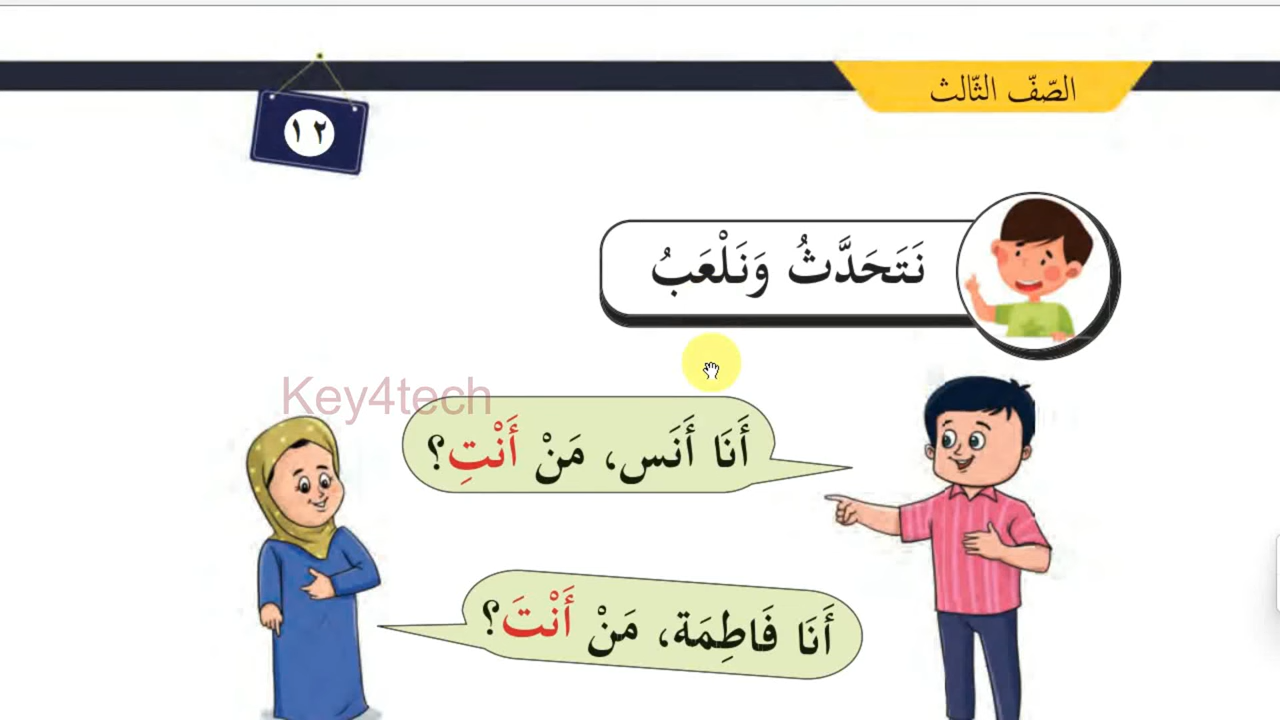 الصّفّ الثّالث
١٢
نَتَحَدَّثُ وَنَلْعَبُ
Key4tech
أَنَا أَنَس، مَنْ أَنْتِ؟
أَنَا فَاطِمَة، مَنْ أَنْتَ؟